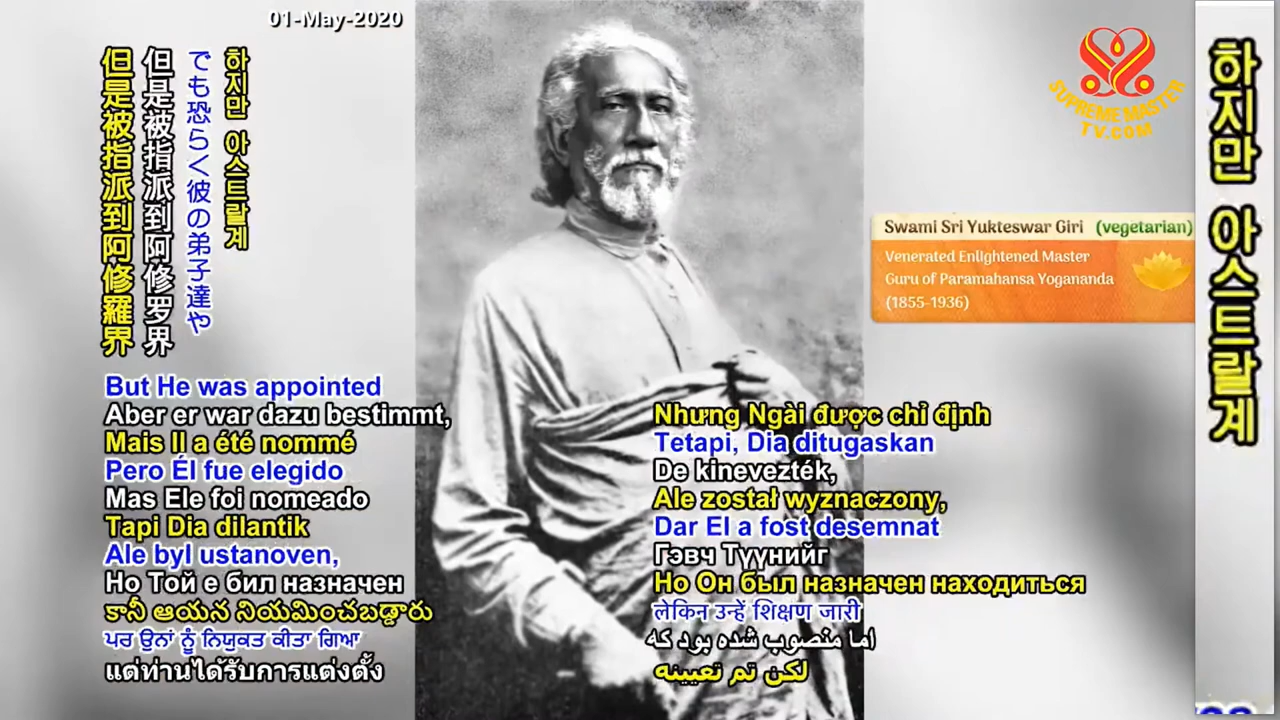 01-May-2020
하지만 아스트랄계
でも恐らく彼の弟子達や
但是被指派到阿修罗界
但是被指派到阿修羅界
But He was appointed
Aber er war dazu bestimmt,
Mais Il a été nommé
Pero Él fue elegido
Mas Ele foi nomeado
Tapi Dia dilantik
Ale byl ustanoven,
Но Той е бил назначен
కానీ ఆయన నియమించబడ్డారు
ਪਰ ਉਨਾਂ ਨੂੰ ਨਿਯੁਕਤ ਕੀਤਾ ਗਿਆ
แต่ท่านได้รับการแต่งตั้ง
Nhưng Ngài được chỉ định
Tetapi, Dia ditugaskan
De kinevezték,
Ale został wyznaczony,
Dar El a fost desemnat
Гэвч Түүнийг
Но Он был назначен находиться
लेकिन उन्हें शिक्षण जारी
اما منصوب شده بود که
لكن تم تعيينه
SUPREME MASTER
TV.COM
Swami Sri Yukteswar Giri (vegetarian)
Venerated Enlightened Master
Guru of Paramahansa Yogananda
(1855-1936)
하지만 아스트랄계